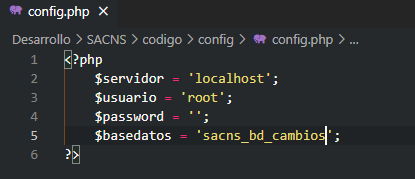 config.php ×
Desarrollo > SACNS > codigo > config > config.php > ...
1 <?php
2 $servidor = 'localhost';
3 $usuario = 'root';
4 $password = '';
5 $basedatos = 'sacns_bd_cambios';
6 ?>